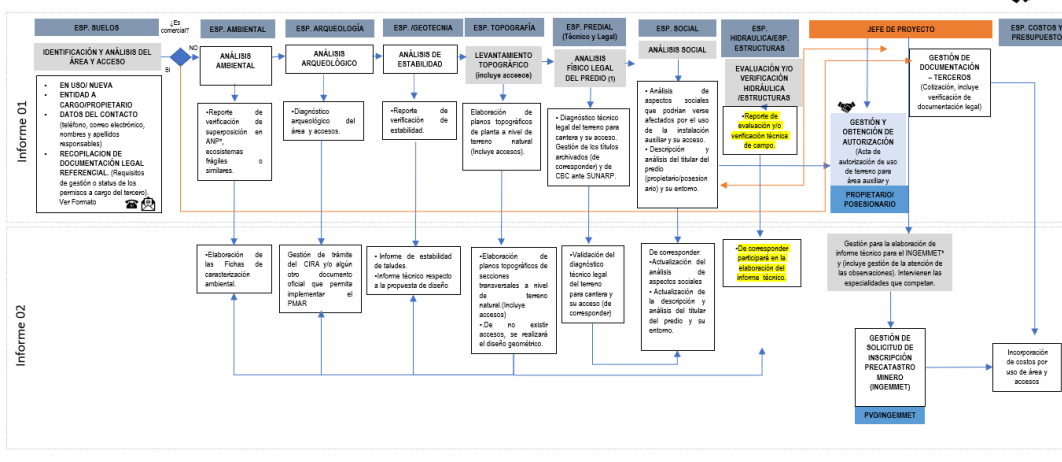 ESP. SUELOS
¿Es
comercial?
ESP. AMBIENTAL
ESP. ARQUEOLOGÍA
ESP. /GEOTECNIA
ESP. TOPOGRAFÍA
ESP. PREDIAL
(Técnico y Legal)
ESP. SOCIAL
ESP.
HIDRAULICA/ESP.
ESTRUCTURAS
JEFE DE PROYECTO
ESP. COSTOS Y
PRESUPUESTO
Informe 01
IDENTIFICACIÓN Y ANÁLISIS DEL
ÁREA Y ACCESO
NO
SI
ANÁLISIS
AMBIENTAL
ANÁLISIS
ARQUEOLÓGICO
ANÁLISIS DE
ESTABILIDAD
LEVANTAMIENTO
TOPOGRÁFICO
(incluye accesos)
ANALISIS
FÍSICO LEGAL
DEL PREDIO (1)
ANÁLISIS SOCIAL
EVALUACIÓN Y/O
VERIFICACIÓN
HIDRÁULICA
/ESTRUCTURAS
GESTIÓN DE
DOCUMENTACIÓN
– TERCEROS
(Cotización, incluye
verificación de
documentación legal)
• EN USO/ NUEVA
• ENTIDAD A
CARGO/PROPIETARIO
• DATOS DEL CONTACTO
(teléfono, correo electrónico,
nombres y apellidos
responsables)
• RECOPILACION DE
DOCUMENTACIÓN LEGAL
REFERENCIAL. (Requisitos
de gestión o status de los
permisos a cargo del tercero).
Ver Formato
•Reporte de
verificación de
superposición en
ANP*,
ecosistemas
frágiles o
similares.
•Diagnóstico
arqueológico del
área y accesos.
•Reporte de
verificación de
estabilidad.
Elaboración de
planos topográficos
de planta a nivel de
terreno natural
(Incluye accesos).
• Diagnóstico técnico
legal del terreno para
cantera y su acceso.
Gestión de los títulos
archivados (de
corresponder) y de
CBC ante SUNARP.
• Análisis de
aspectos sociales
que podrían verse
afectados por el uso
de la instalación
auxiliar y su acceso.
• Descripción y
análisis del titular del
predio
(propietario/posesion
ario) y su entorno.
•Reporte de
evaluación y/o
verificación técnica
de campo.
GESTIÓN Y
OBTENCIÓN DE
AUTORIZACIÓN
(Acta de
autorización de uso
de terreno para
área auxiliar y
PROPIETARIO/
POSESIONARIO
Informe 02
•Elaboración de
las Fichas de
caracterización
ambiental.
Gestión de trámite
del CIRA y/o algún
otro documento
oficial que permita
implementar el
PMAR
• Informe de estabilidad
de taludes.
•Informe técnico respecto
a la propuesta de diseño
•Elaboración de
planos topográficos de
secciones
transversales a nivel
de terreno
natural.(Incluye
accesos)
•De no existir
accesos, se realizará
el diseño geométrico.
•Validación del
diagnóstico
técnico legal
del terreno
para cantera y
su acceso (de
corresponder)
De corresponder:
•Actualización del
análisis de
aspectos sociales
• Actualización de
la descripción y
análisis del titular
del predio y su
entorno.
•De corresponder
participará en la
elaboración del
informe técnico.
Gestión para la elaboración de
informe técnico para el INGEMMET*
y (incluye gestión de la atención de
las observaciones). Intervienen las
especialidades que competan.
GESTIÓN DE
SOLICITUD DE
INSCRIPCIÓN
PRECATASTRO
MINERO
(INGEMMET)
PVD/INGEMMET
Incorporación
de costos por
uso de área y
accesos